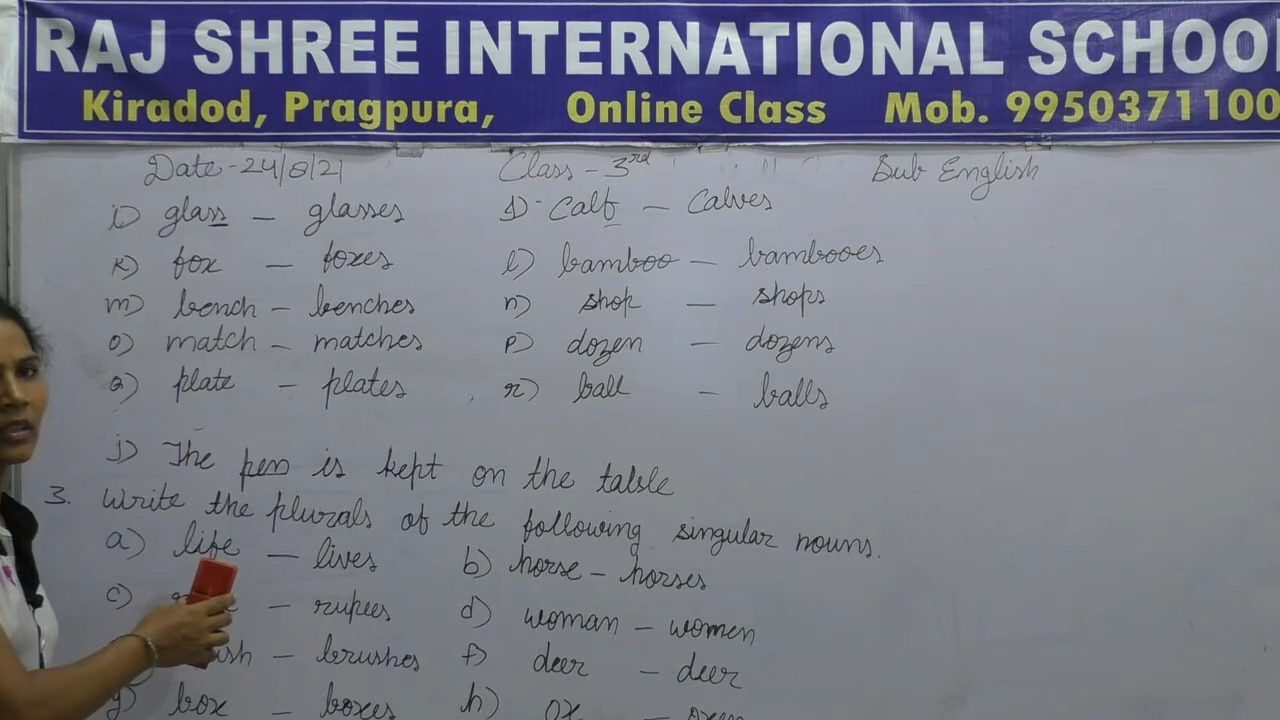 RAJ SHREE INTERNATIONAL SCHOO
Kiradod, Pragpura, Online Class Mob. 9950371100
Date-24/8/21 Class-3rd Sub English
i) glass - glasses j) calf - calves
k) fox - foxes l) bamboo - bambooes
m) bench - benches n) shop - shops
o) match - matches p) dozen - dozens
q) plate - plates r) ball - balls
j) The pen is kept on the table
3. Write the plurals of the following singular nouns.
a) life - lives b) horse - horses
c) - rupees d) woman - women
- brushes f) deer - deer
g) box - boxes h) ox - oxen